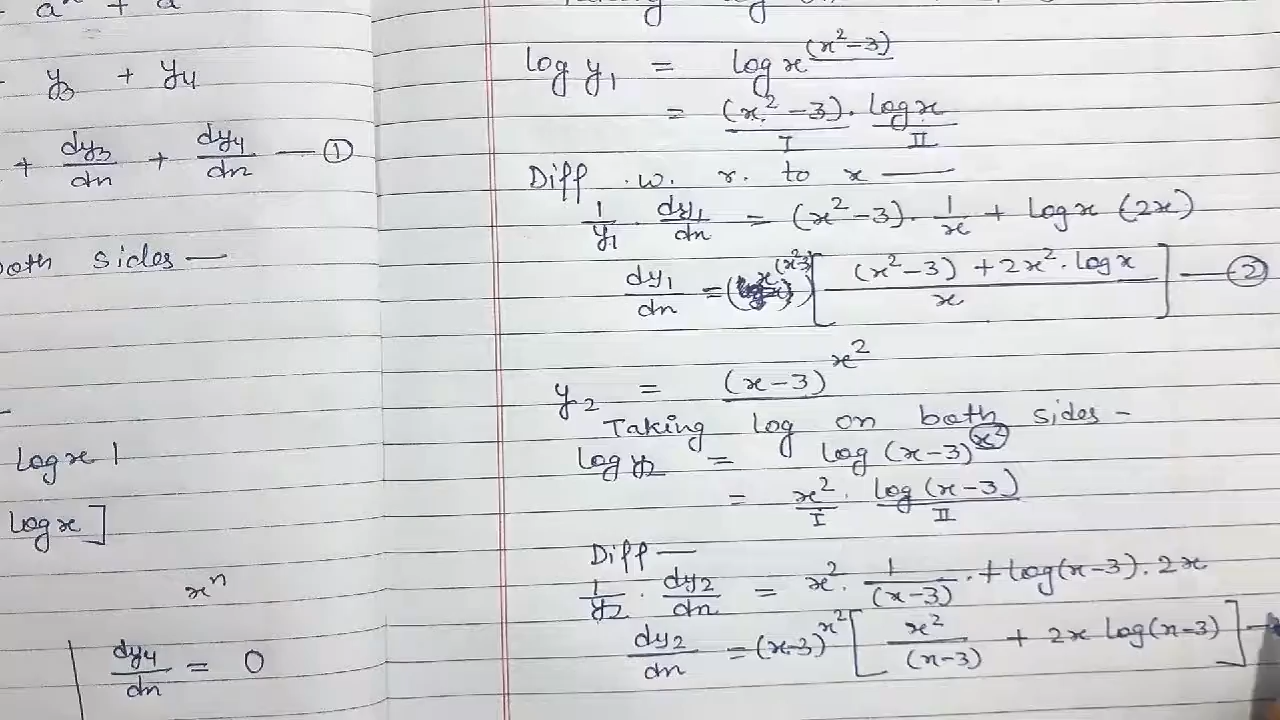 y₃ + y₄
+ dy₃/dx + dy₄/dx — ①
both sides —
log x 1
log x ]
xⁿ
dy₄/dx = 0
log y₁ = log x^(x²-3)
= (x²-3) . log x
I II
Diff . w. r. to x —
1/y₁ dy₁/dx = (x²-3) . 1/x + log x (2x)
dy₁/dx = (x^(x²-3)) [ (x²-3) + 2x² . log x / x ] — ②
y₂ = (x-3)^x²
Taking log on both sides -
log y₂ = log (x-3)^x²
= x² . log (x-3)
I II
Diff —
1/y₂ . dy₂/dx = x² . 1/(x-3) . + log(x-3) . 2x
dy₂/dx = (x-3)^x² [ x²/(x-3) + 2x log(x-3) ] —